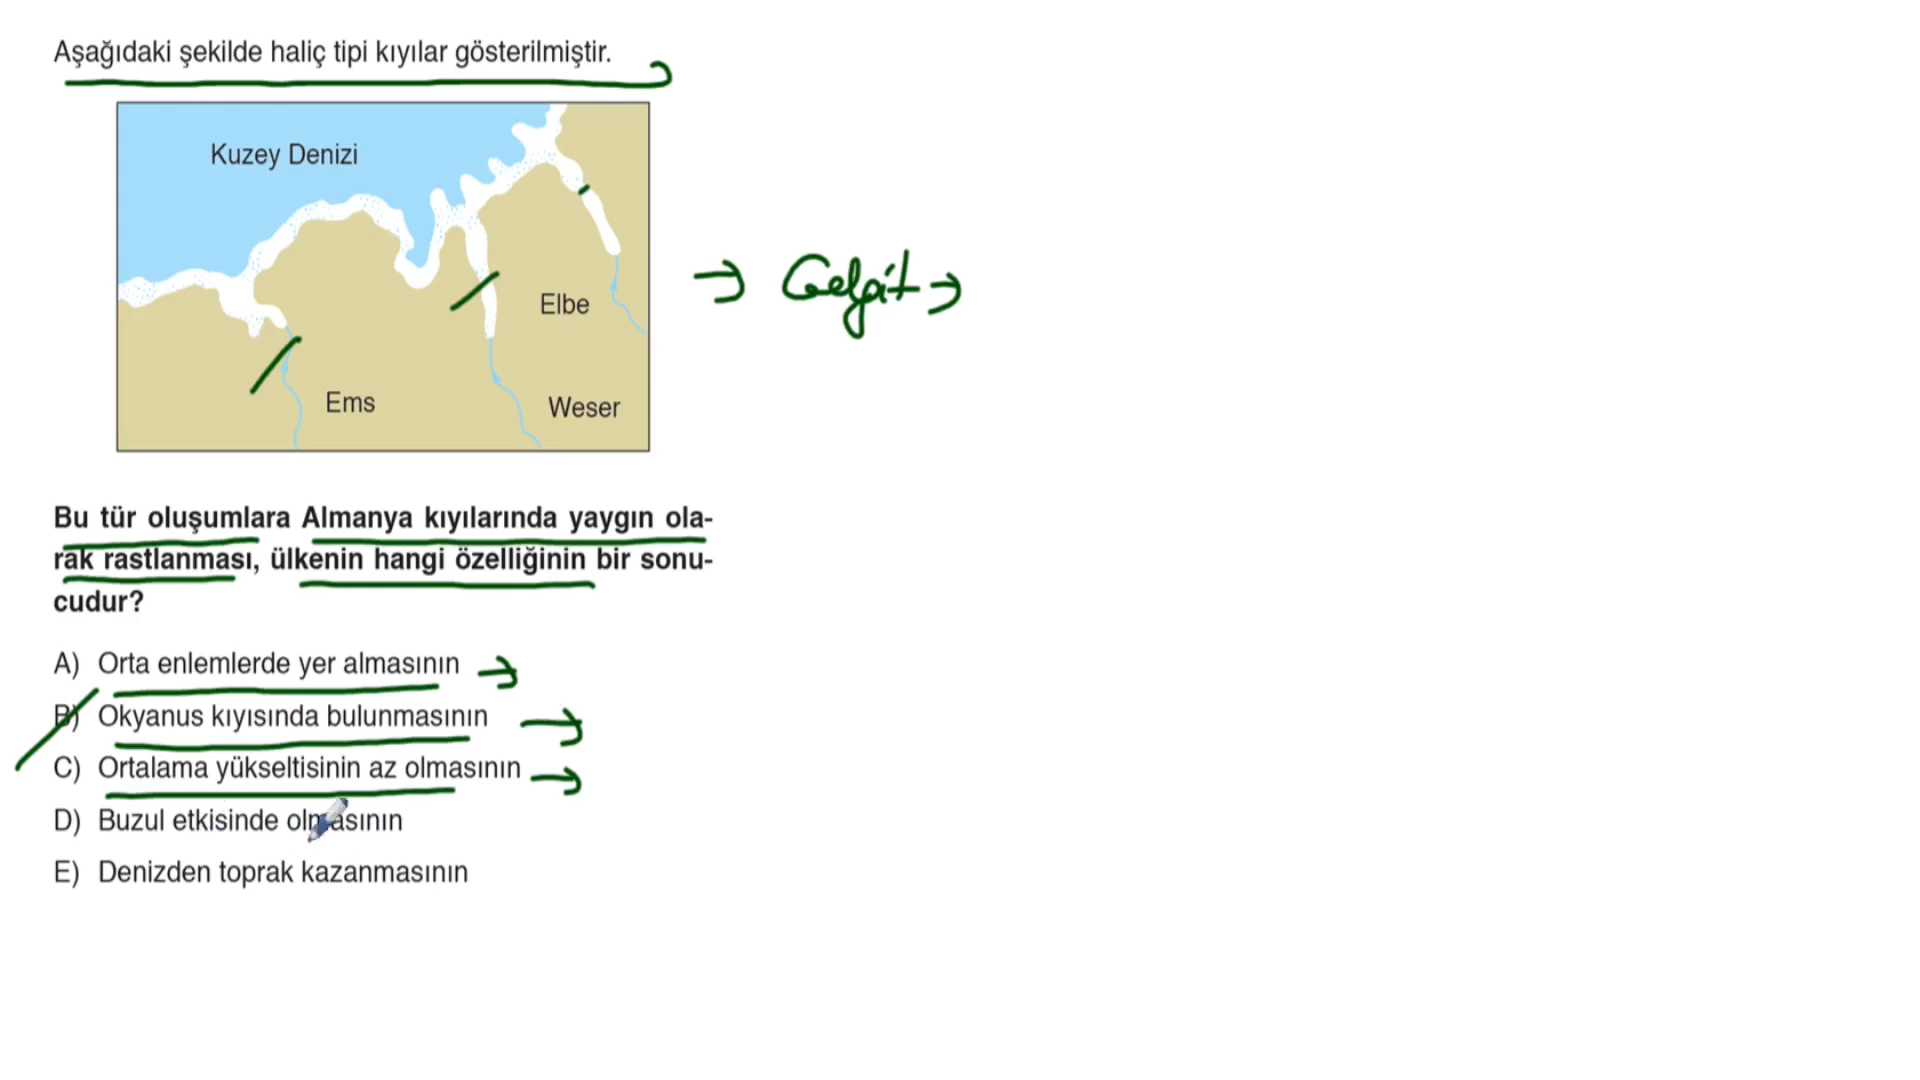 Aşağıdaki şekilde haliç tipi kıyılar gösterilmiştir.
Kuzey Denizi
Elbe
Ems
Weser
Gelgit
Bu tür oluşumlara Almanya kıyılarında yaygın ola-
rak rastlanması, ülkenin hangi özelliğinin bir sonu-
cudur?
A) Orta enlemlerde yer almasının
B) Okyanus kıyısında bulunmasının
C) Ortalama yükseltisinin az olmasının
D) Buzul etkisinde olmasının
E) Denizden toprak kazanmasının